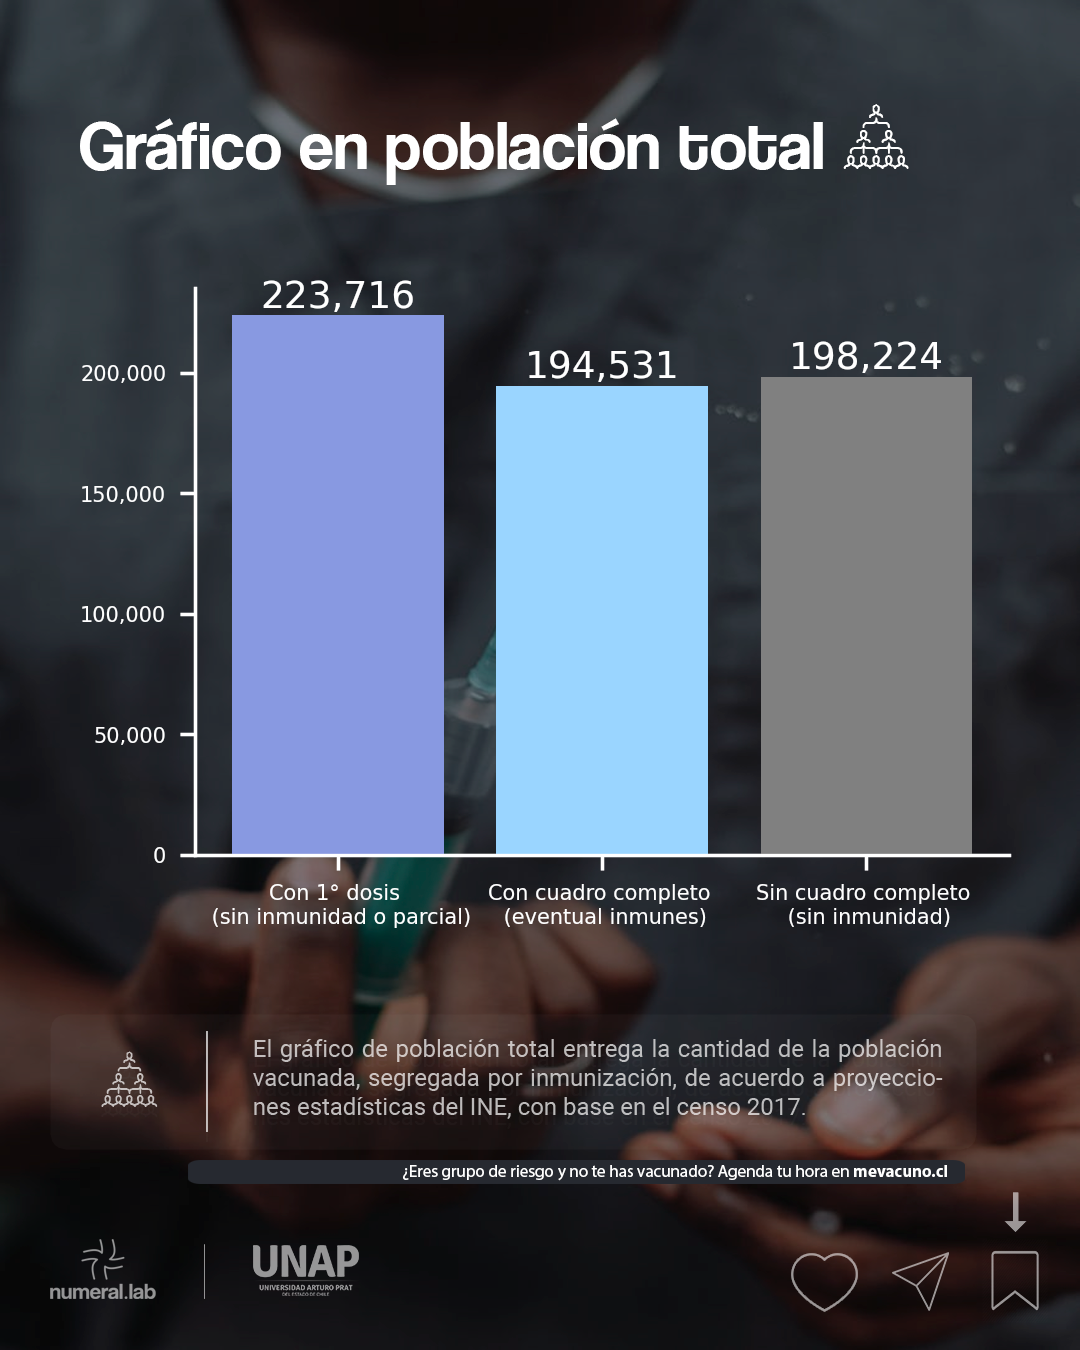 Gráfico en población total
223,716
194,531
198,224
200,000
150,000
100,000
50,000
0
Con 1° dosis
(sin inmunidad o parcial)
Con cuadro completo
(eventual inmunes)
Sin cuadro completo
(sin inmunidad)
El gráfico de población total entrega la cantidad de la población
vacunada, segregada por inmunización, de acuerdo a proyeccio-
nes estadísticas del INE, con base en el censo 2017.
¿Eres grupo de riesgo y no te has vacunado? Agenda tu hora en mevacuno.cl
numeral.lab
UNAP
UNIVERSIDAD ARTURO PRAT
DEL ESTADO DE CHILE